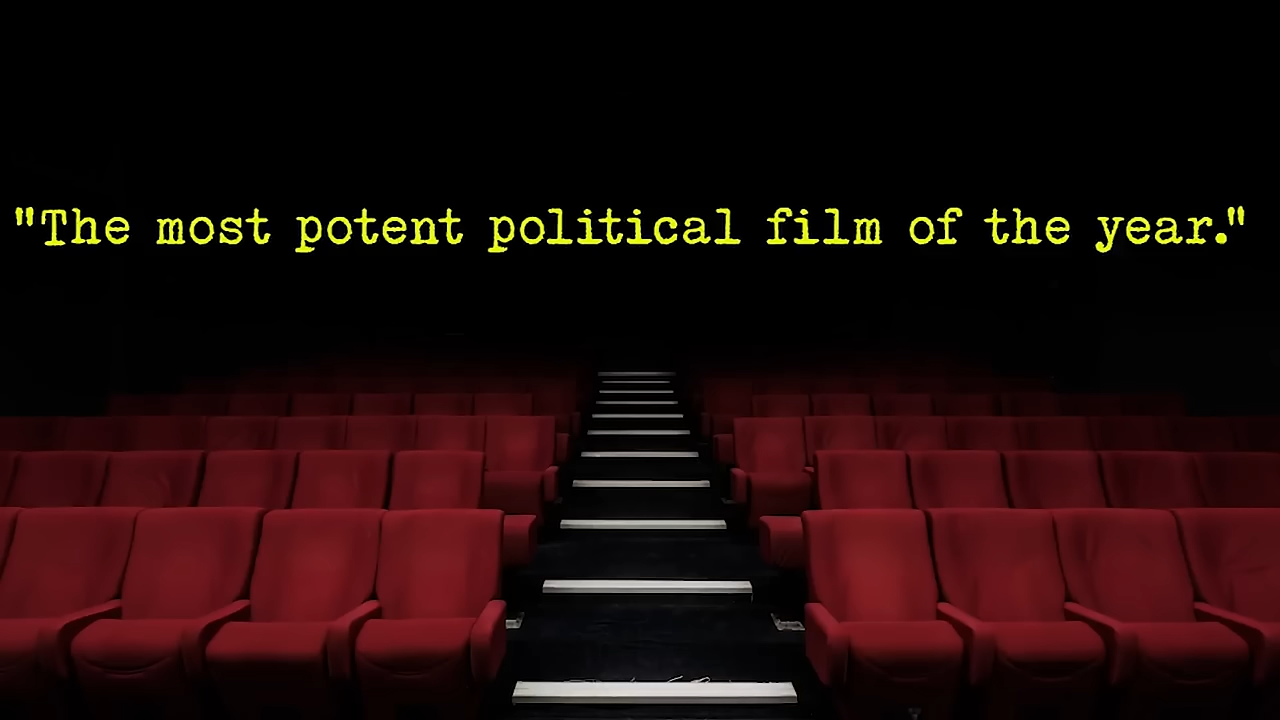 "The most potent political film of the year."